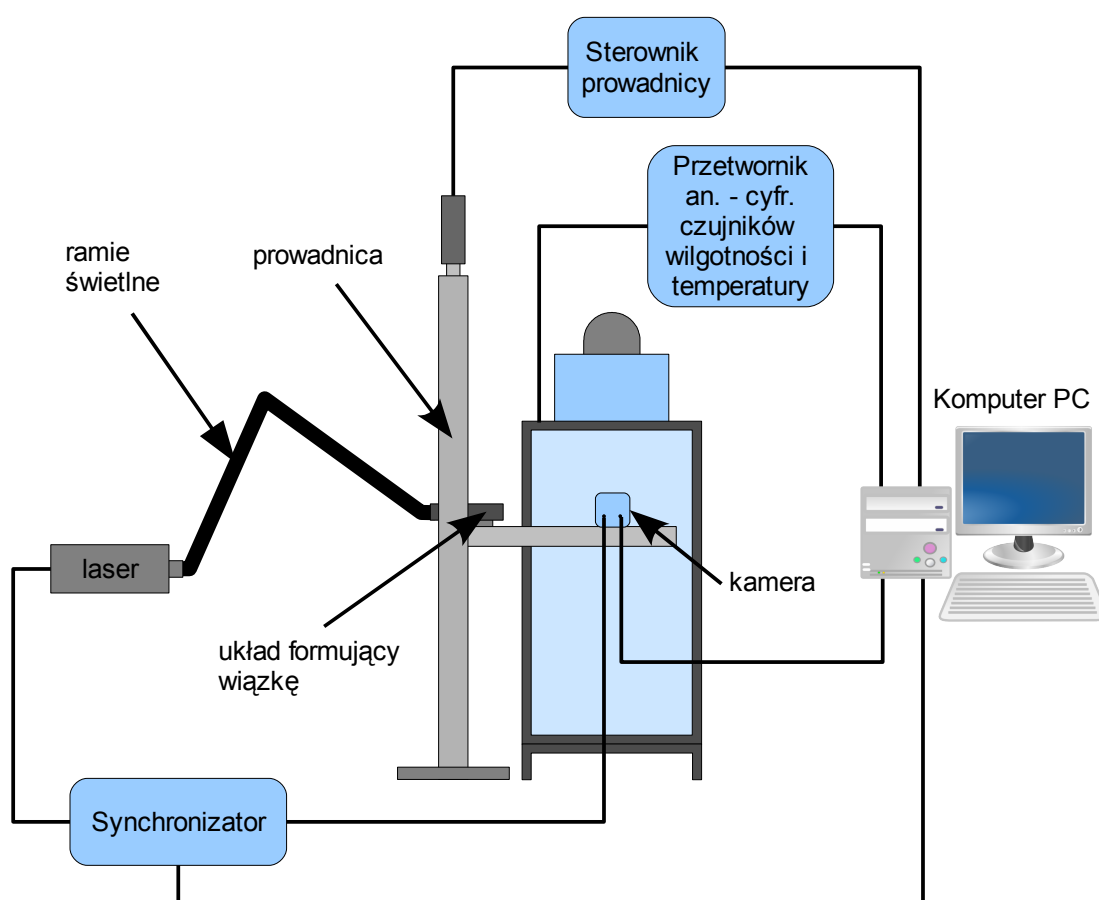 Sterownik
prowadnicy
Przetwornik
an. - cyfr.
czujników
wilgotności i
temperatury
ramie
świetlne
prowadnica
Komputer PC
laser
kamera
układ formujący
wiązkę
Synchronizator